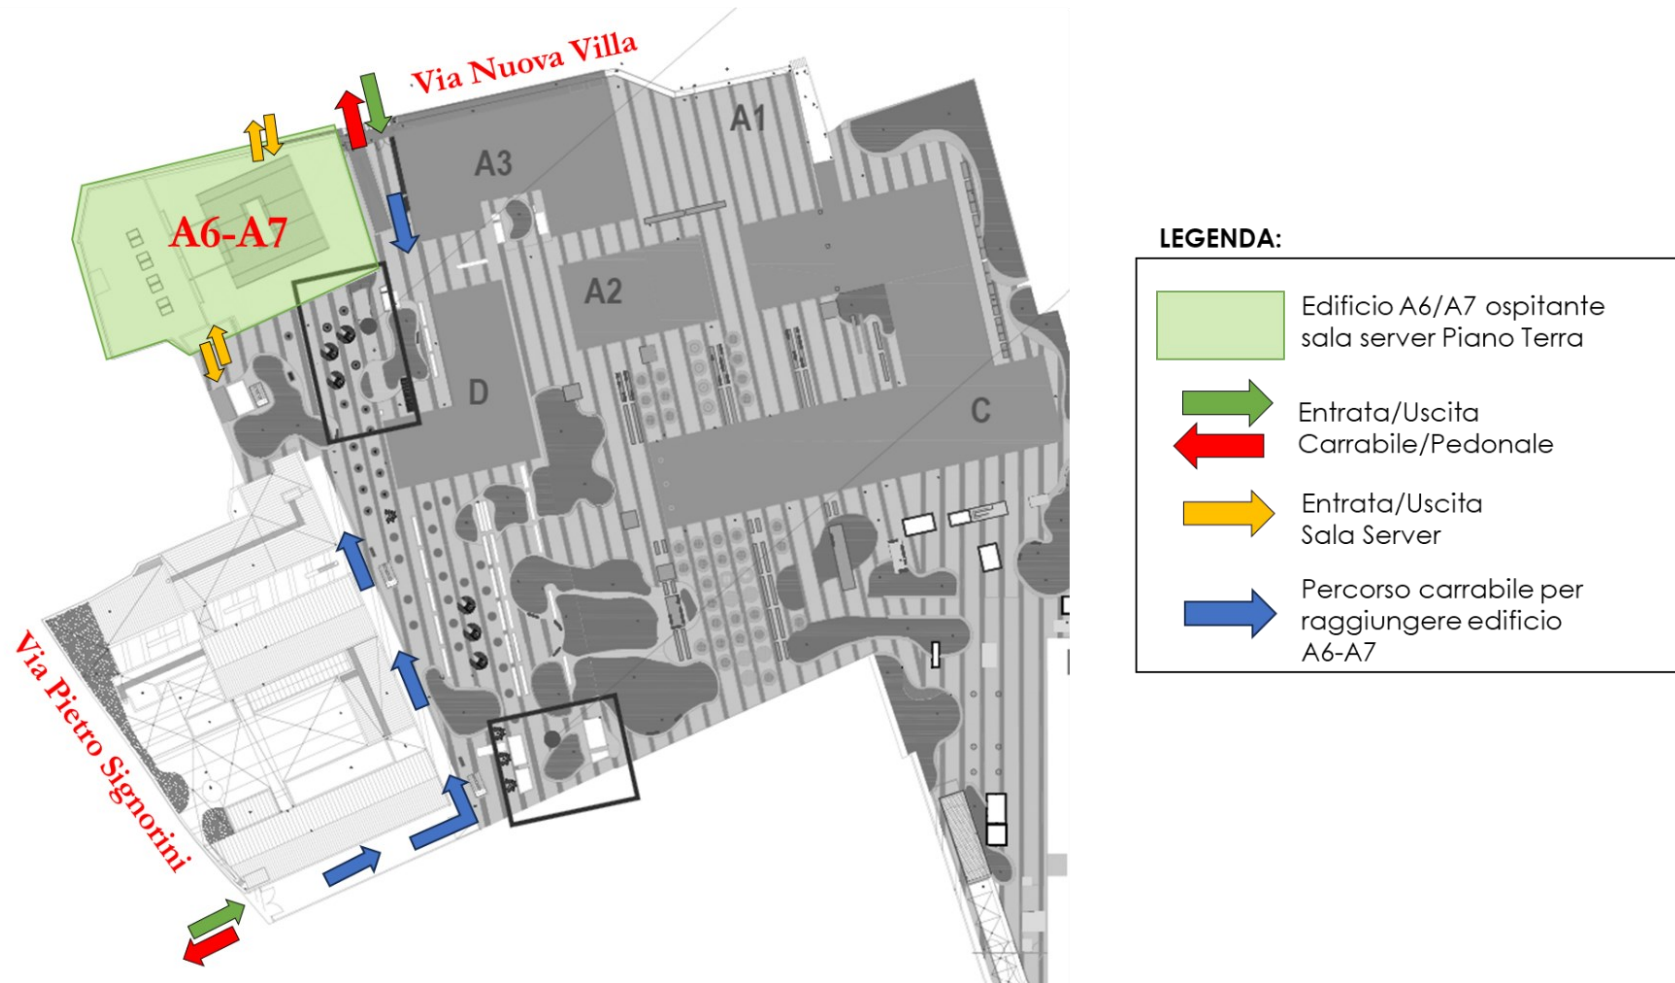 Via Nuova Villa
A1
A3
A6-A7
A2
D
C
Via Pietro Signorini
LEGENDA:
Edificio A6/A7 ospitante
sala server Piano Terra
Entrata/Uscita
Carrabile/Pedonale
Entrata/Uscita
Sala Server
Percorso carrabile per
raggiungere edificio
A6-A7